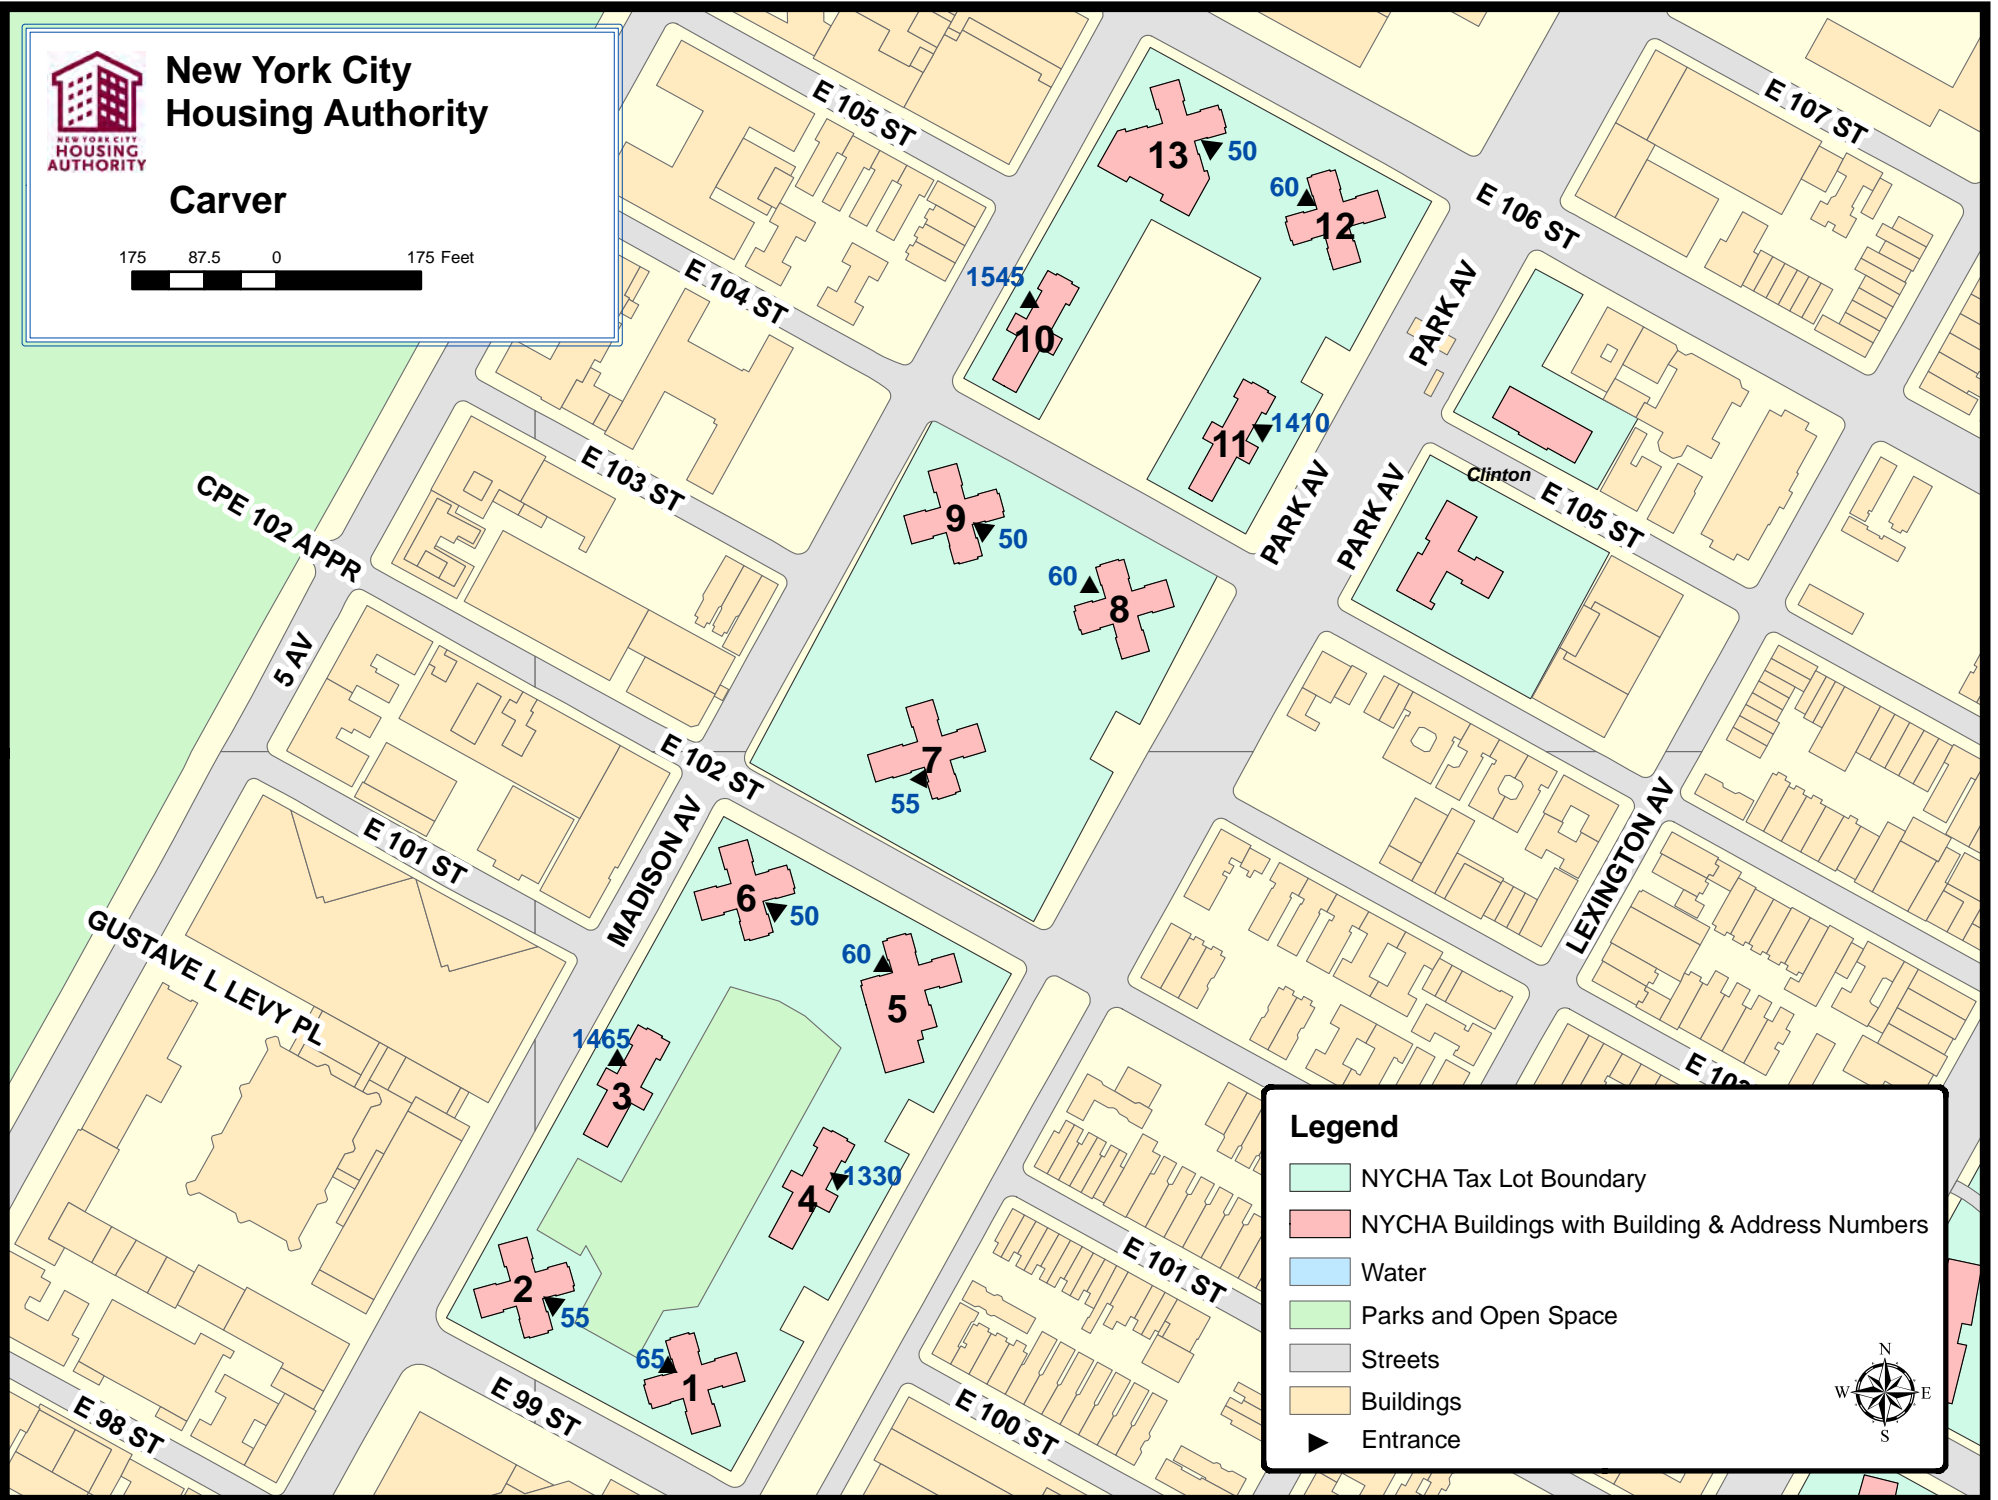 New York City
Housing Authority
NEW YORK CITY
HOUSING
AUTHORITY
Carver
175 87.5 0 175 Feet
E 105 ST
E 107 ST
E 106 ST
E 104 ST
PARK AV
E 103 ST
CPE 102 APPR
5 AV
PARK AV
PARK AV
Clinton
E 105 ST
E 102 ST
E 101 ST
MADISON AV
LEXINGTON AV
GUSTAVE L LEVY PL
E 101 ST
E 100 ST
E 99 ST
E 98 ST
13
50
60
12
1545
10
11
1410
9
50
60
8
7
55
6
50
60
5
1465
3
4
1330
2
55
65
1
Legend
NYCHA Tax Lot Boundary
NYCHA Buildings with Building & Address Numbers
Water
Parks and Open Space
Streets
Buildings
Entrance
N
W E
S